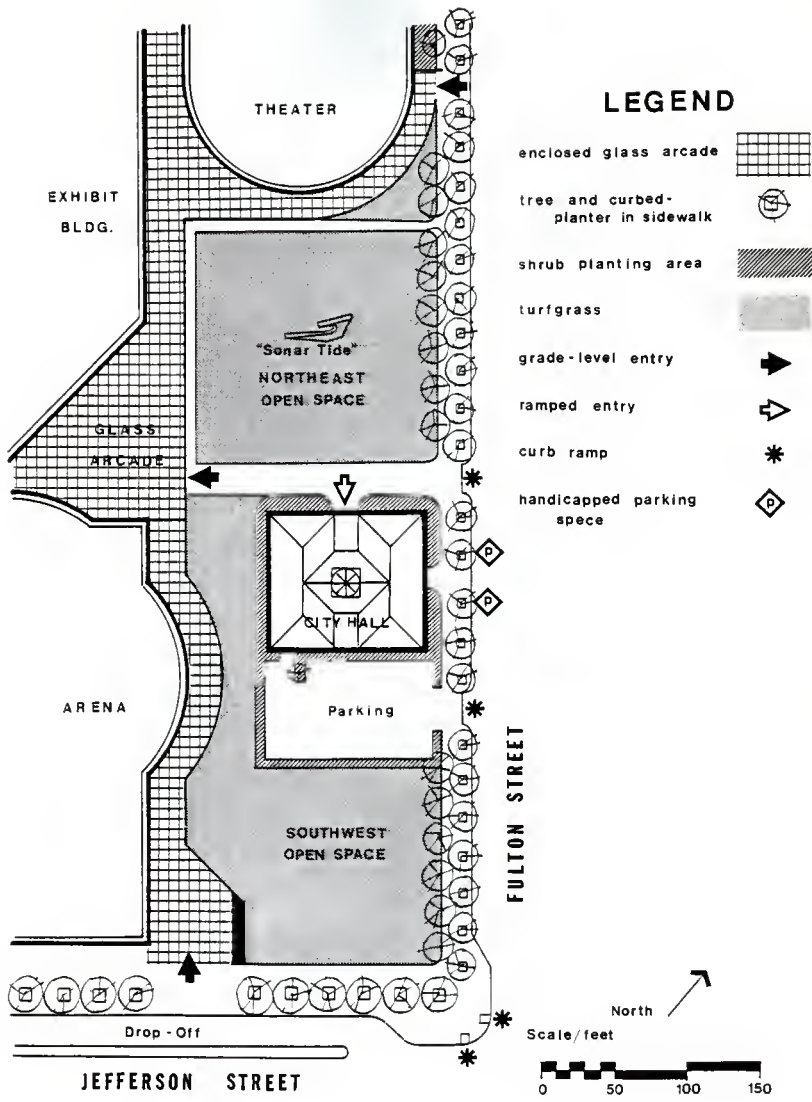 THEATER
EXHIBIT
BLDG.
"Sonar Tide"
NORTHEAST
OPEN SPACE
GLASS
ARCADE
CITY HALL
ARENA
Parking
SOUTHWEST
OPEN SPACE
FULTON STREET
Drop-Off
JEFFERSON STREET
LEGEND
enclosed glass arcade
tree and curbed-
planter in sidewalk
shrub planting area
turfgrass
grade-level entry
ramped entry
curb ramp
handicapped parking
spece
P
P
P
North
Scale/feet
0 50 100 150